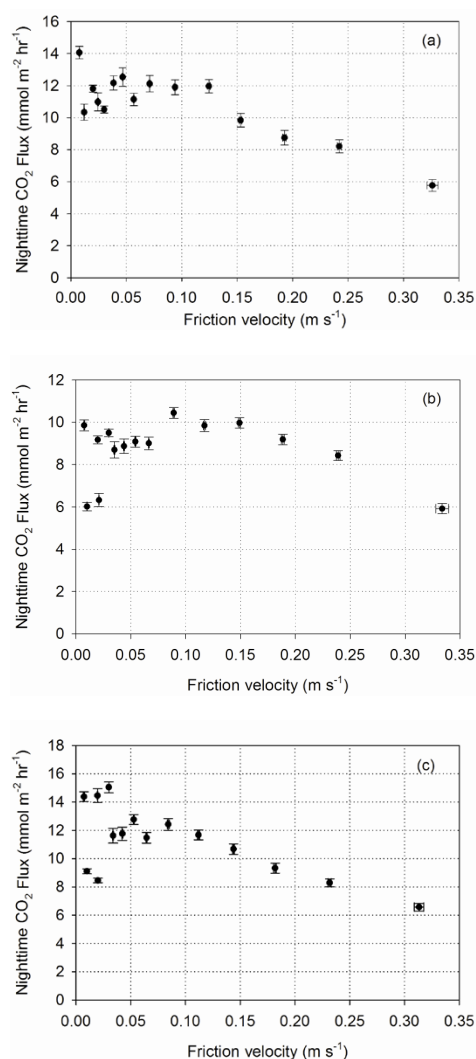 (a)
Nighttime CO₂ Flux (mmol m⁻² hr⁻¹)
16
14
12
10
8
6
4
2
0
0.00 0.05 0.10 0.15 0.20 0.25 0.30 0.35
Friction velocity (m s⁻¹)
(b)
Nighttime CO₂ Flux (mmol m⁻² hr⁻¹)
12
10
8
6
4
2
0
0.00 0.05 0.10 0.15 0.20 0.25 0.30 0.35
Friction velocity (m s⁻¹)
(c)
Nighttime CO₂ Flux (mmol m⁻² hr⁻¹)
18
16
14
12
10
8
6
4
2
0
0.00 0.05 0.10 0.15 0.20 0.25 0.30 0.35
Friction velocity (m s⁻¹)